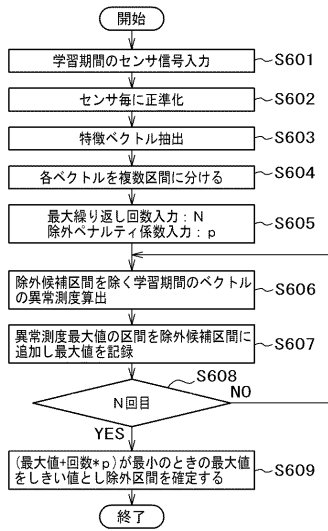 開始
学習期間のセンサ信号入力
S601
センサ毎に正準化
S602
特徴ベクトル抽出
S603
各ベクトルを複数区間に分ける
S604
最大繰り返し回数入力:N
除外ペナルティ係数入力:p
S605
除外候補区間を除く学習期間のベクトル
の異常測度算出
S606
異常測度最大値の区間を除外候補区間に
追加し最大値を記録
S607
S608
N回目
NO
YES
(最大値+回数*p)が最小のときの最大値
をしきい値とし除外区間を確定する
S609
終了